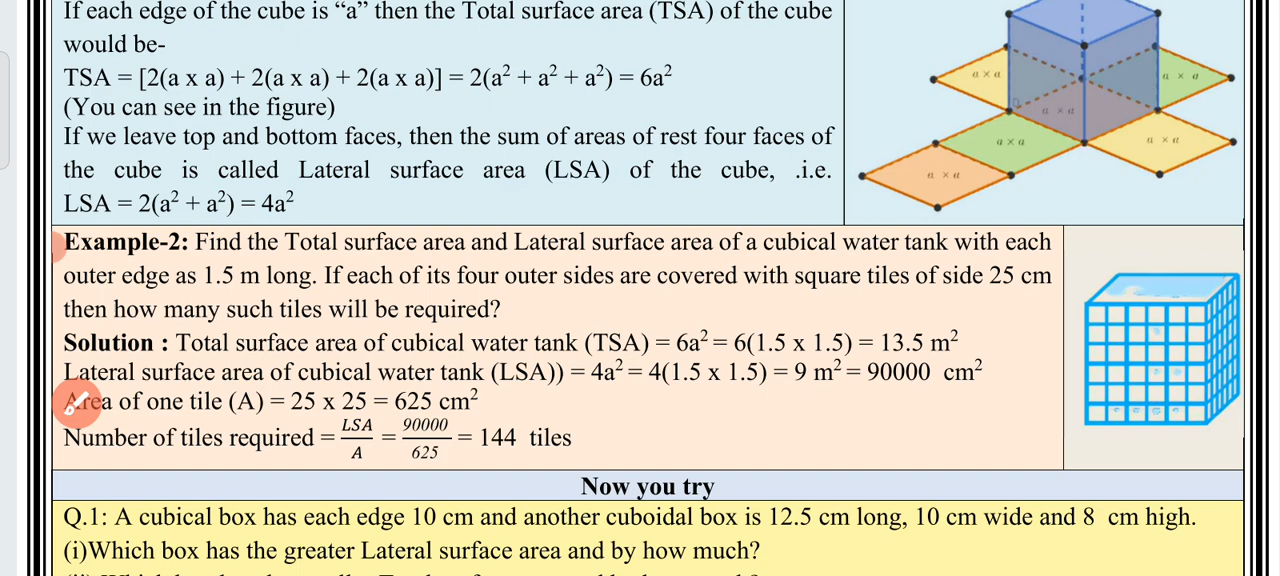 If each edge of the cube is “a” then the Total surface area (TSA) of the cube
would be-
TSA = [2(a x a) + 2(a x a) + 2(a x a)] = 2(a² + a² + a²) = 6a²
(You can see in the figure)
If we leave top and bottom faces, then the sum of areas of rest four faces of
the cube is called Lateral surface area (LSA) of the cube, .i.e.
LSA = 2(a² + a²) = 4a²
a x a
a x a
a x a
a x a
a x a
a x a
Example-2: Find the Total surface area and Lateral surface area of a cubical water tank with each
outer edge as 1.5 m long. If each of its four outer sides are covered with square tiles of side 25 cm
then how many such tiles will be required?
Solution : Total surface area of cubical water tank (TSA) = 6a² = 6(1.5 x 1.5) = 13.5 m²
Lateral surface area of cubical water tank (LSA)) = 4a² = 4(1.5 x 1.5) = 9 m² = 90000 cm²
Area of one tile (A) = 25 x 25 = 625 cm²
Number of tiles required = LSA/A = 90000/625 = 144 tiles
Now you try
Q.1: A cubical box has each edge 10 cm and another cuboidal box is 12.5 cm long, 10 cm wide and 8 cm high.
(i)Which box has the greater Lateral surface area and by how much?